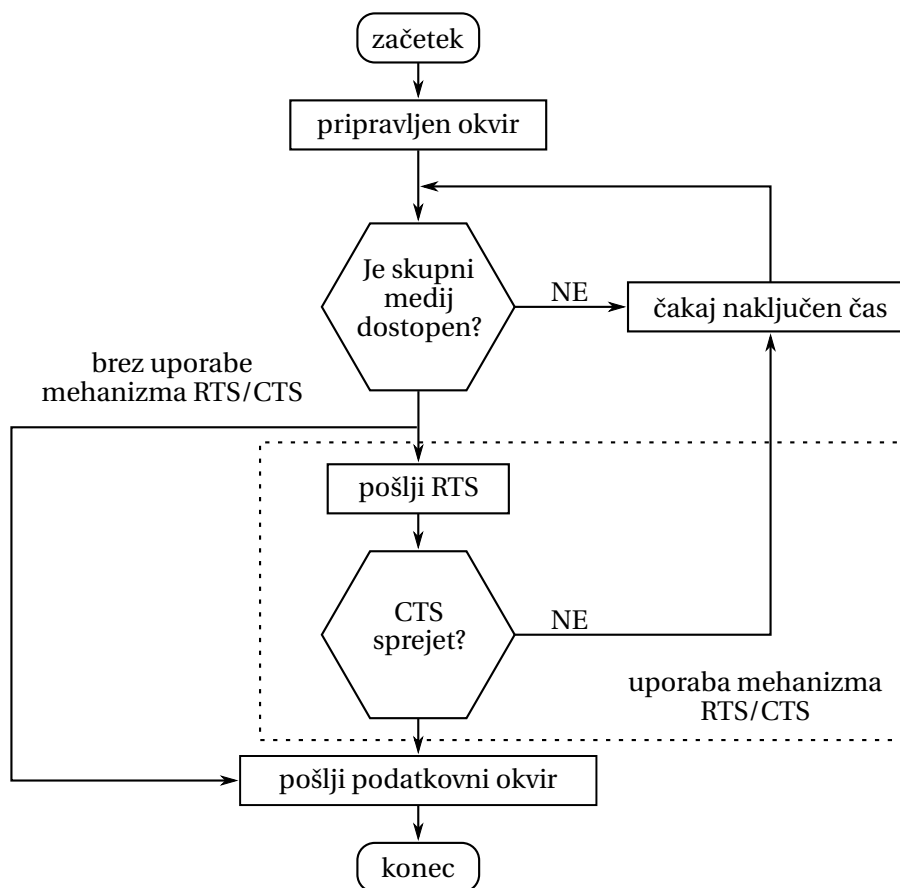 začetek
pripravljen okvir
Je skupni
medij
dostopen?
NE
čakaj naključen čas
brez uporabe
mehanizma RTS/CTS
pošlji RTS
CTS
sprejet?
NE
uporaba mehanizma
RTS/CTS
pošlji podatkovni okvir
konec